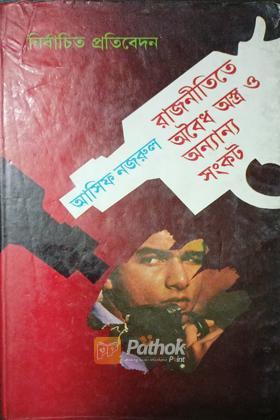 নির্বাচিত প্রতিবেদন
রাজনীতিতে
অবৈধ অস্ত্র ও
অন্যান্য
সংকট
আসিফ নজরুল
Pathok
Point